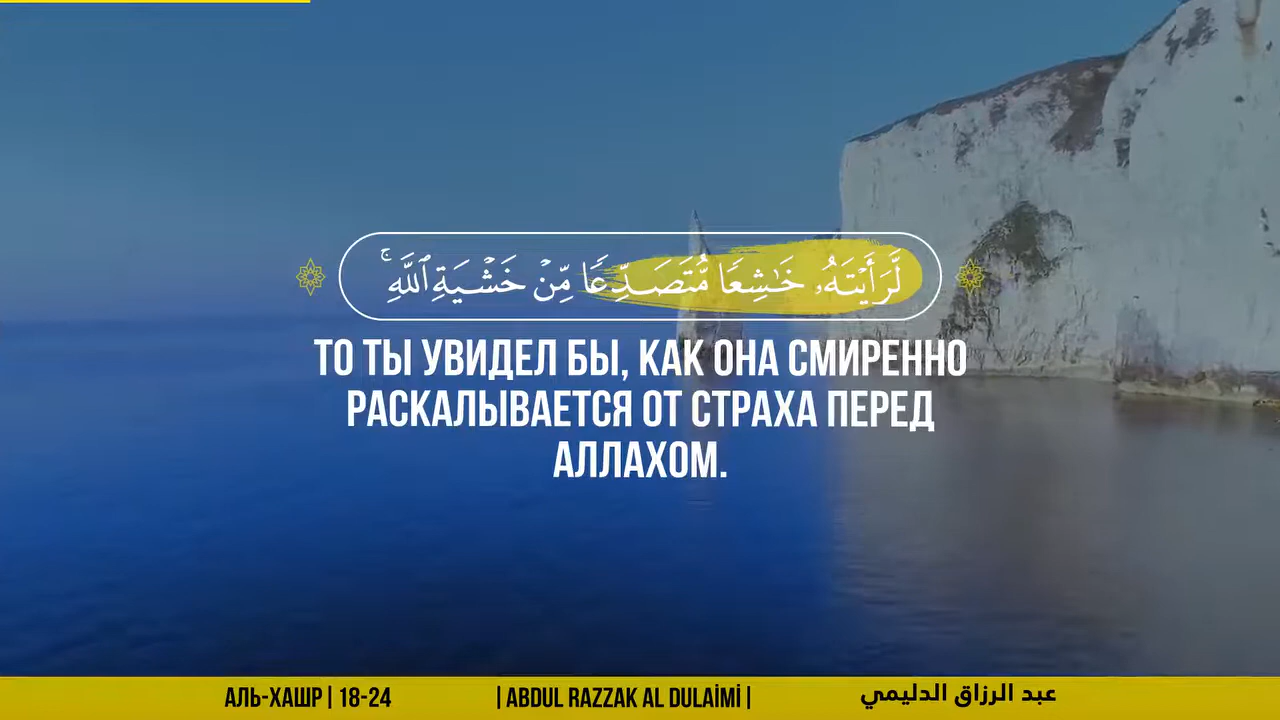 لَّرَأَيْتَهُۥ خَـٰشِعًا مُّتَصَدِّعًا مِّنْ خَشْيَةِ ٱللَّهِ ۚ
ТО ТЫ УВИДЕЛ БЫ, КАК ОНА СМИРЕННО
РАСКАЛЫВАЕТСЯ ОТ СТРАХА ПЕРЕД
АЛЛАХОМ.
АЛЬ-ХАШР | 18-24
| ABDUL RAZZAK AL DULAİMİ |
عبد الرزاق الدليمي